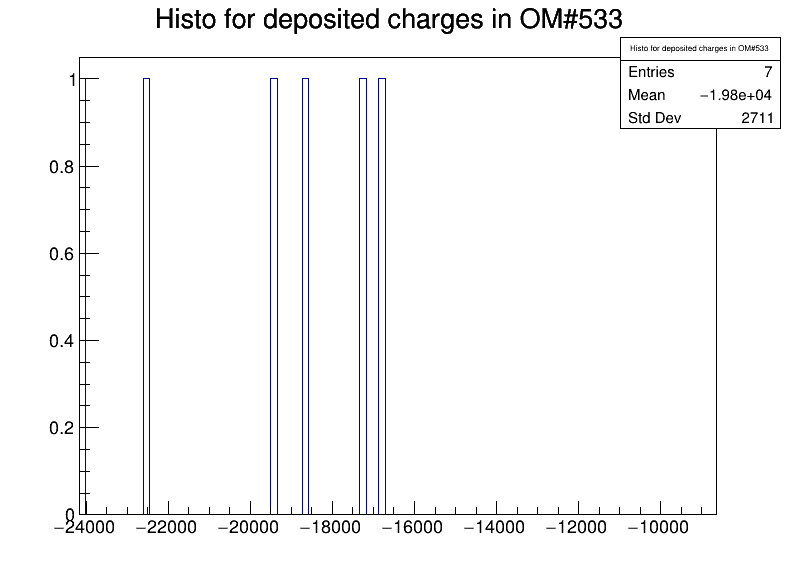 Histo for deposited charges in OM#533
Histo for deposited charges in OM#533
Entries 7
Mean −1.98e+04
Std Dev 2711
1
0.8
0.6
0.4
0.2
0
−24000 −22000 −20000 −18000 −16000 −14000 −12000 −10000